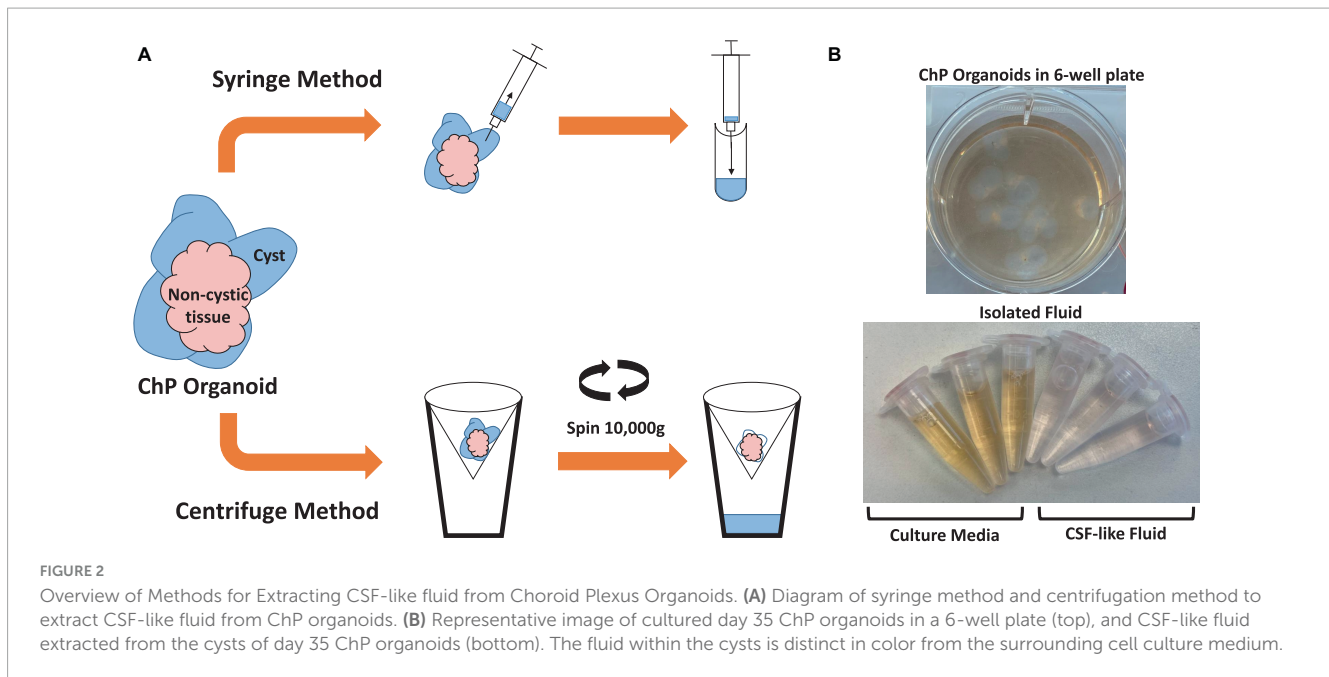 A
Syringe Method
Cyst
Non-cystic
tissue
ChP Organoid
Spin 10,000g
Centrifuge Method
B
ChP Organoids in 6-well plate
Isolated Fluid
Culture Media
CSF-like Fluid
FIGURE 2
Overview of Methods for Extracting CSF-like fluid from Choroid Plexus Organoids. (A) Diagram of syringe method and centrifugation method to
extract CSF-like fluid from ChP organoids. (B) Representative image of cultured day 35 ChP organoids in a 6-well plate (top), and CSF-like fluid
extracted from the cysts of day 35 ChP organoids (bottom). The fluid within the cysts is distinct in color from the surrounding cell culture medium.